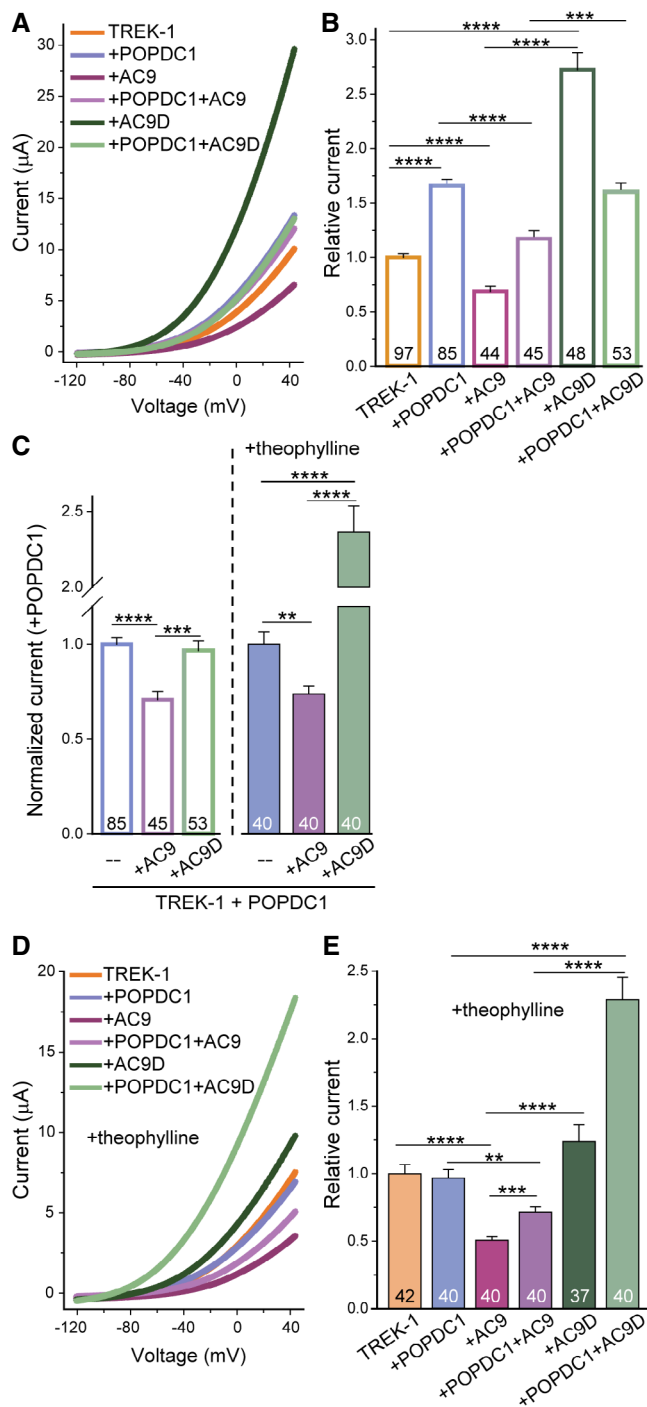 A
TREK-1
+POPDC1
+AC9
+POPDC1+AC9
+AC9D
+POPDC1+AC9D
Current (μA)
30
25
20
15
10
5
0
-120
-80
-40
0
40
Voltage (mV)
B
****
***
****
****
****
****
Relative current
3.0
2.5
2.0
1.5
1.0
0.5
0.0
97
85
44
45
48
53
TREK-1
+POPDC1
+AC9
+POPDC1+AC9
+AC9D
+POPDC1+AC9D
C
+theophylline
****
****
****
***
**
Normalized current (+POPDC1)
2.5
2.0
1.0
0.5
0.0
85
45
53
40
40
40
--
+AC9
+AC9D
--
+AC9
+AC9D
TREK-1 + POPDC1
D
TREK-1
+POPDC1
+AC9
+POPDC1+AC9
+AC9D
+POPDC1+AC9D
+theophylline
Current (μA)
20
15
10
5
0
-120
-80
-40
0
40
Voltage (mV)
E
****
****
+theophylline
****
****
**
***
Relative current
2.5
2.0
1.5
1.0
0.5
0.0
42
40
40
40
37
40
TREK-1
+POPDC1
+AC9
+POPDC1+AC9
+AC9D
+POPDC1+AC9D